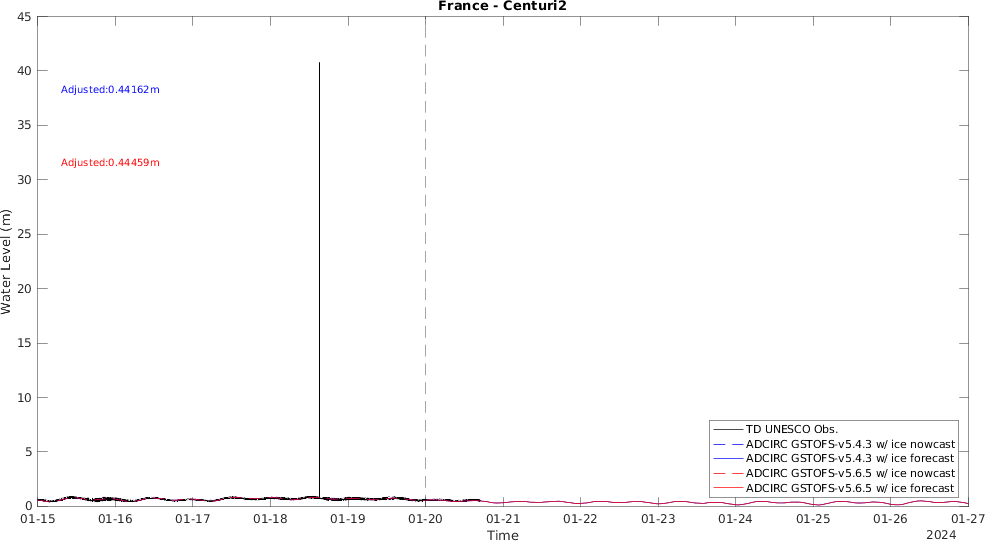 France - Centuri2
45
40
35
30
25
20
15
10
5
0
Water Level (m)
Adjusted:0.44162m
Adjusted:0.44459m
TD UNESCO Obs.
ADCIRC GSTOFS-v5.4.3 w/ ice nowcast
ADCIRC GSTOFS-v5.4.3 w/ ice forecast
ADCIRC GSTOFS-v5.6.5 w/ ice nowcast
ADCIRC GSTOFS-v5.6.5 w/ ice forecast
01-15 01-16 01-17 01-18 01-19 01-20 01-21 01-22 01-23 01-24 01-25 01-26 01-27
Time
2024